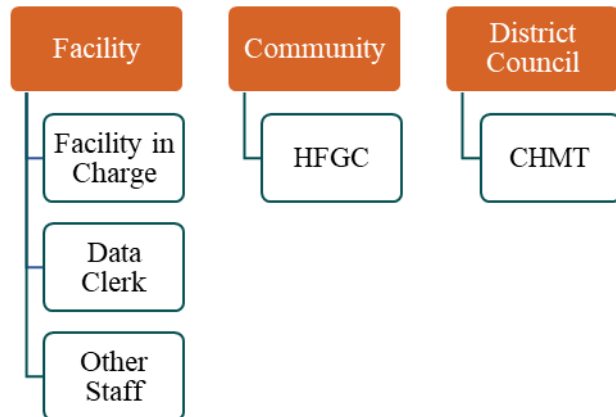 Facility
Facility in
Charge
Data
Clerk
Other
Staff
Community
HFGC
District
Council
CHMT